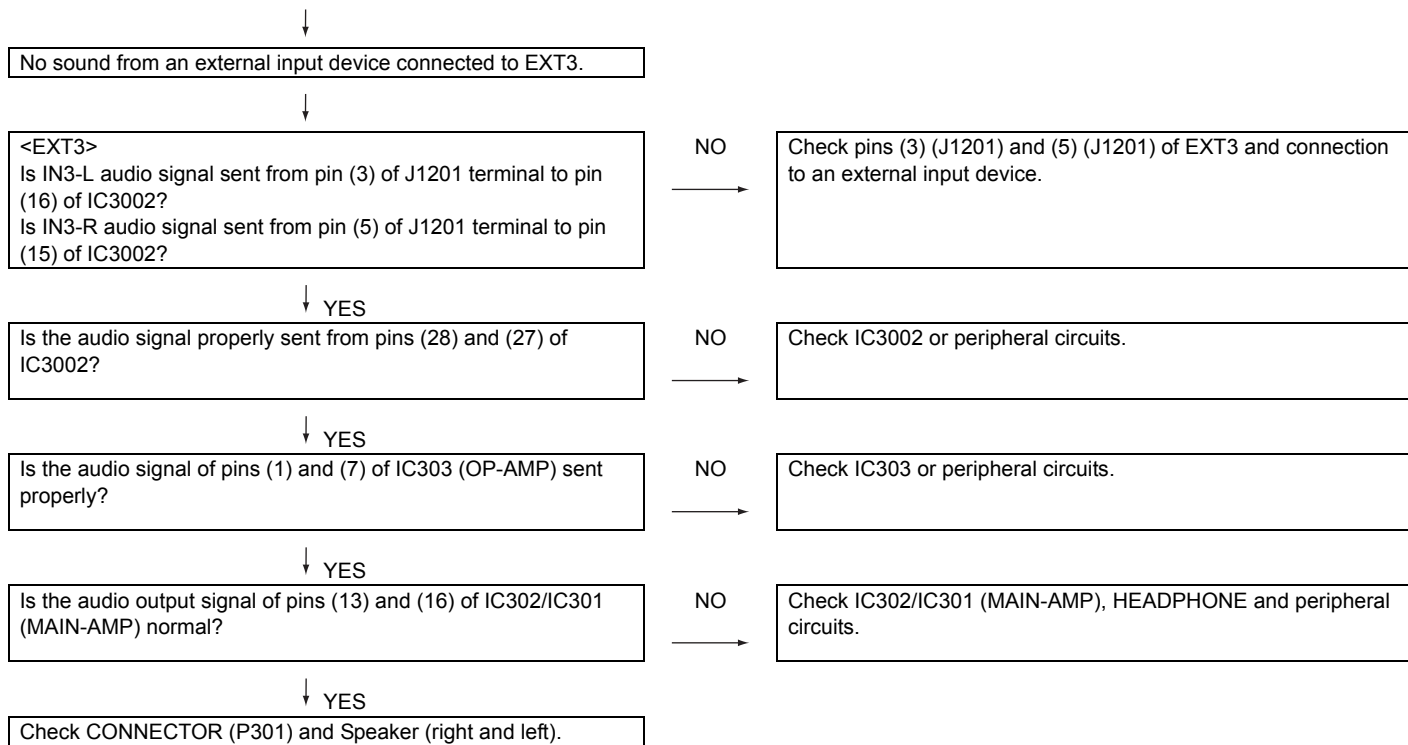 No sound from an external input device connected to EXT3.
<EXT3>
Is IN3-L audio signal sent from pin (3) of J1201 terminal to pin
(16) of IC3002?
Is IN3-R audio signal sent from pin (5) of J1201 terminal to pin
(15) of IC3002?
NO
Check pins (3) (J1201) and (5) (J1201) of EXT3 and connection
to an external input device.
YES
Is the audio signal properly sent from pins (28) and (27) of
IC3002?
NO
Check IC3002 or peripheral circuits.
YES
Is the audio signal of pins (1) and (7) of IC303 (OP-AMP) sent
properly?
NO
Check IC303 or peripheral circuits.
YES
Is the audio output signal of pins (13) and (16) of IC302/IC301
(MAIN-AMP) normal?
NO
Check IC302/IC301 (MAIN-AMP), HEADPHONE and peripheral
circuits.
YES
Check CONNECTOR (P301) and Speaker (right and left).